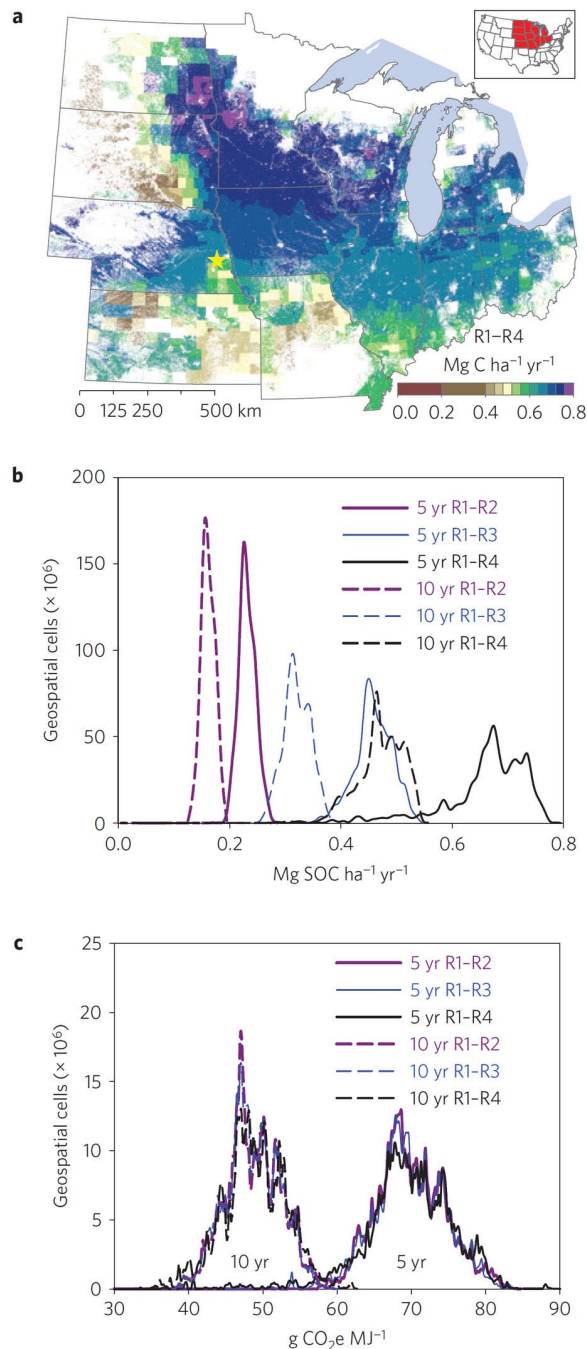 a
R1–R4
Mg C ha⁻¹ yr⁻¹
0 125 250 500 km
0.0 0.2 0.4 0.6 0.8
b
200
150
100
50
0
Geospatial cells (× 10⁶)
5 yr R1–R2
5 yr R1–R3
5 yr R1–R4
10 yr R1–R2
10 yr R1–R3
10 yr R1–R4
0.0 0.2 0.4 0.6 0.8
Mg SOC ha⁻¹ yr⁻¹
c
25
20
15
10
5
0
Geospatial cells (× 10⁶)
5 yr R1–R2
5 yr R1–R3
5 yr R1–R4
10 yr R1–R2
10 yr R1–R3
10 yr R1–R4
10 yr 5 yr
30 40 50 60 70 80 90
g CO₂e MJ⁻¹